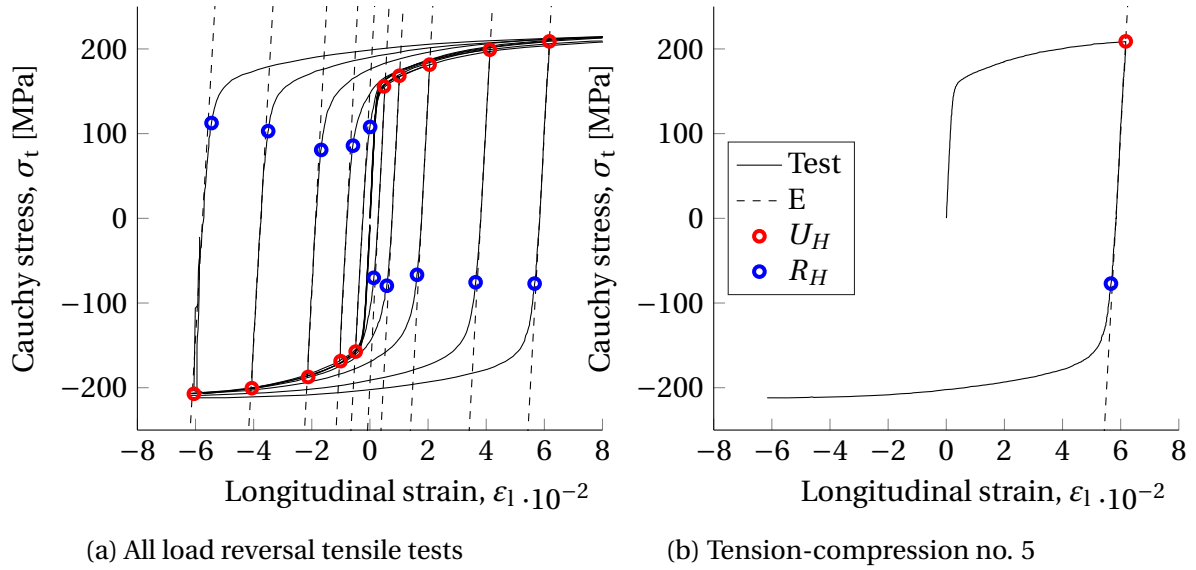 200
100
0
−100
−200
−8 −6 −4 −2 0 2 4 6 8
Cauchy stress, σt [MPa]
Longitudinal strain, εl ·10−2
(a) All load reversal tensile tests
200
100
0
−100
−200
−8 −6 −4 −2 0 2 4 6 8
Cauchy stress, σt [MPa]
Longitudinal strain, εl ·10−2
Test
E
UH
RH
(b) Tension-compression no. 5